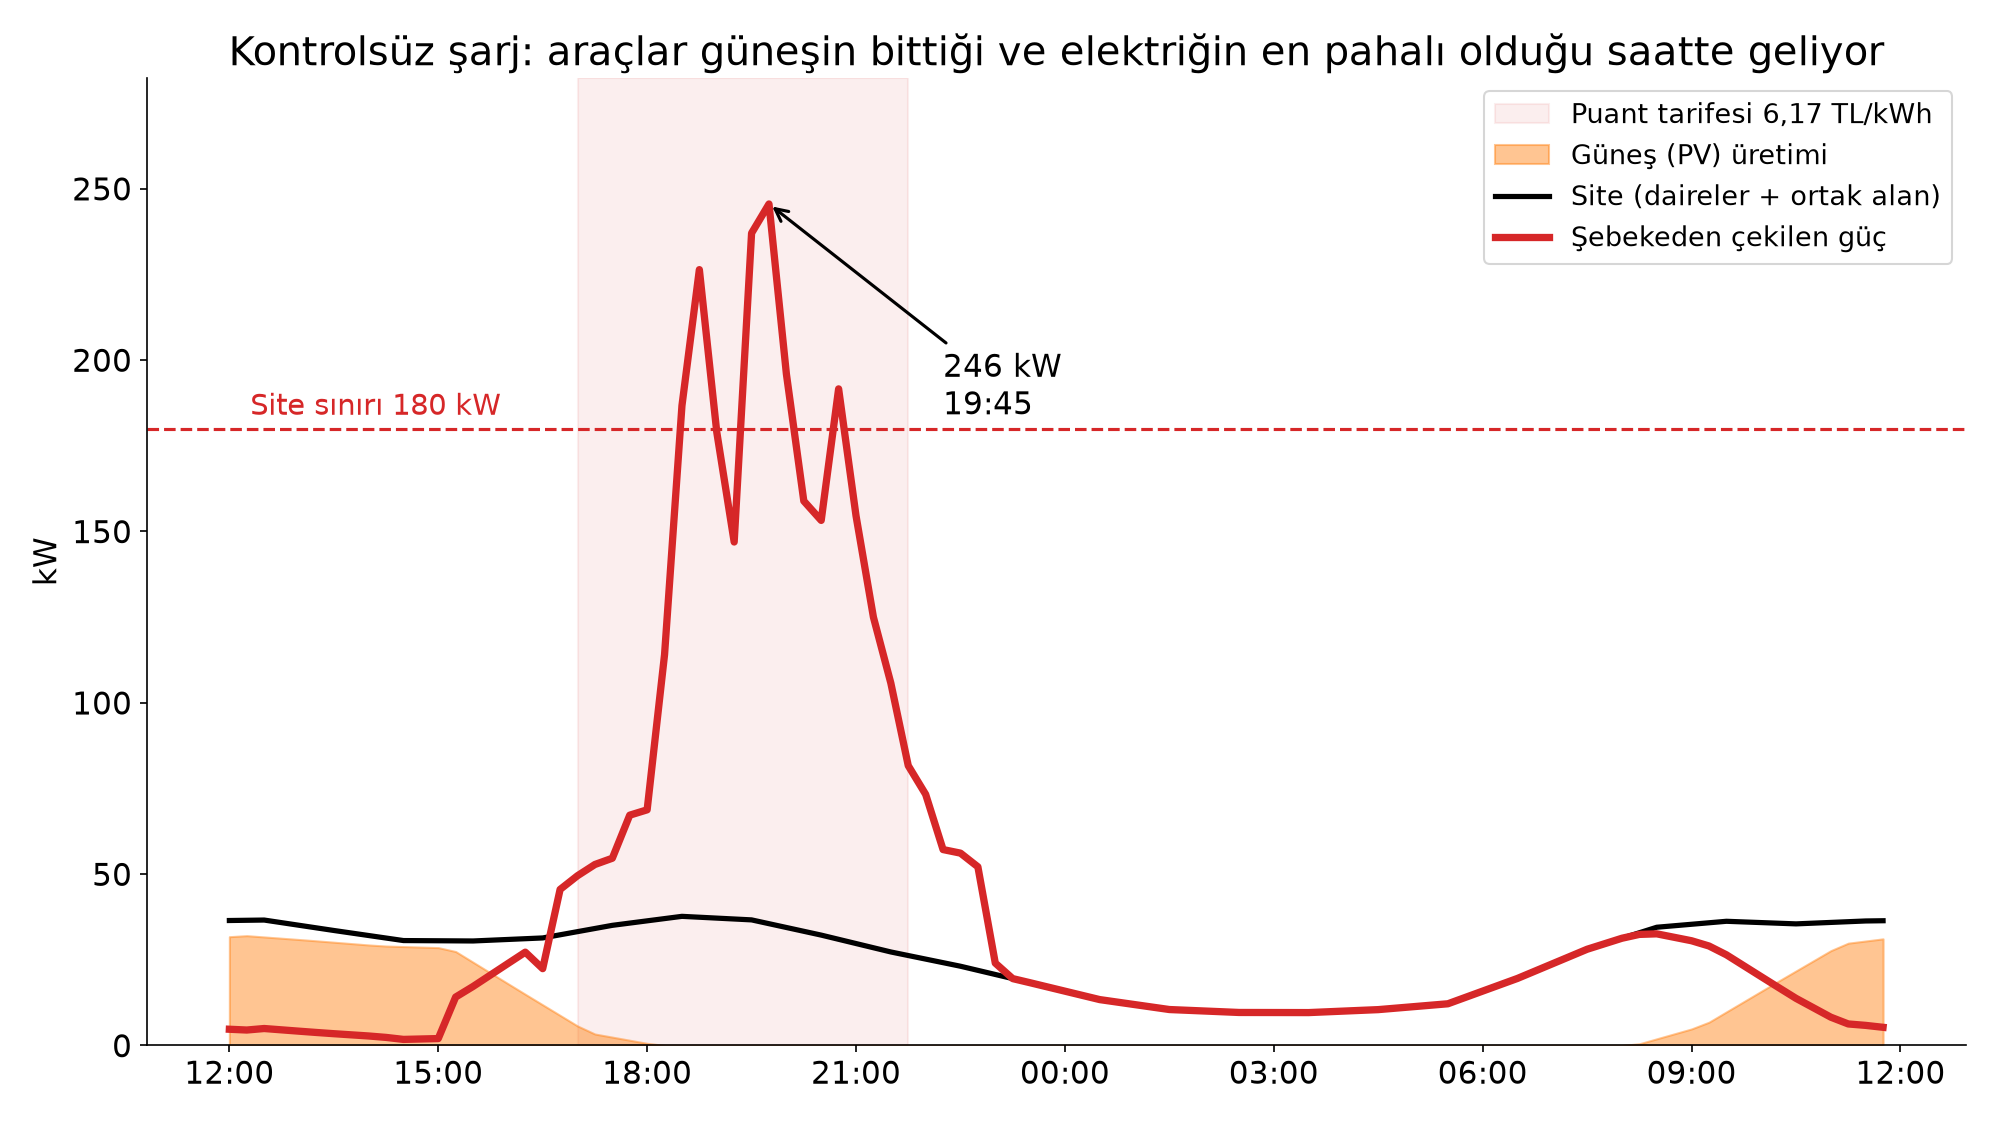 Kontrolsüz şarj: araçlar güneşin bittiği ve elektriğin en pahalı olduğu saatte geliyor
Puant tarifesi 6,17 TL/kWh
Güneş (PV) üretimi
Site (daireler + ortak alan)
Şebekeden çekilen güç
250
200
150
100
50
0
kW
Site sınırı 180 kW
246 kW
19:45
12:00
15:00
18:00
21:00
00:00
03:00
06:00
09:00
12:00